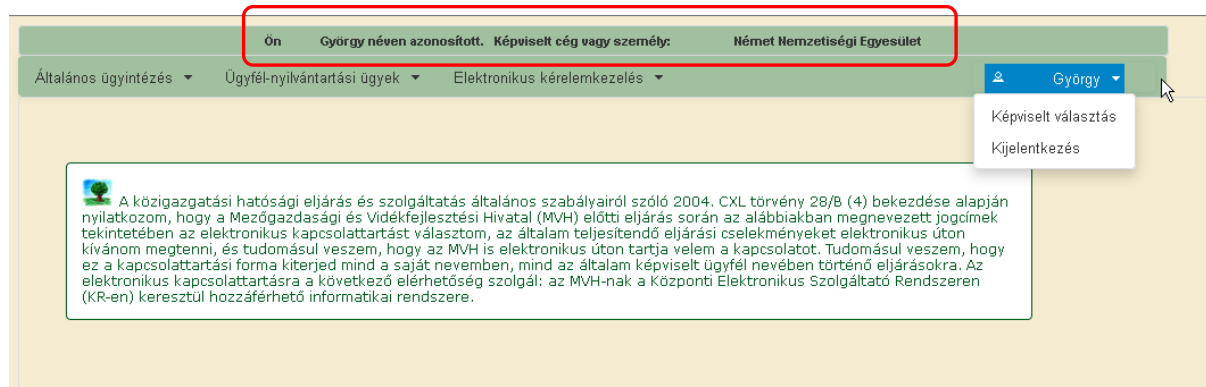 Ön György néven azonosított. Képviselt cég vagy személy: Német Nemzetiségi Egyesület
Általános ügyintézés Ügyfél-nyilvántartási ügyek Elektronikus kérelemkezelés György
Képviselt választás
Kijelentkezés
A közigazgatási hatósági eljárás és szolgáltatás általános szabályairól szóló 2004. CXL törvény 28/B (4) bekezdése alapján
nyilatkozom, hogy a Mezőgazdasági és Vidékfejlesztési Hivatal (MVH) előtti eljárás során az alábbiakban megnevezett jogcímek
tekintetében az elektronikus kapcsolattartást választom, az általam teljesítendő eljárási cselekményeket elektronikus úton
kívánom megtenni, és tudomásul veszem, hogy az MVH is elektronikus úton tartja velem a kapcsolatot. Tudomásul veszem, hogy
ez a kapcsolattartási forma kiterjed mind a saját nevemben, mind az általam képviselt ügyfél nevében történő eljárásokra. Az
elektronikus kapcsolattartásra a következő elérhetőség szolgál: az MVH-nak a Központi Elektronikus Szolgáltató Rendszeren
(KR-en) keresztül hozzáférhető informatikai rendszere.